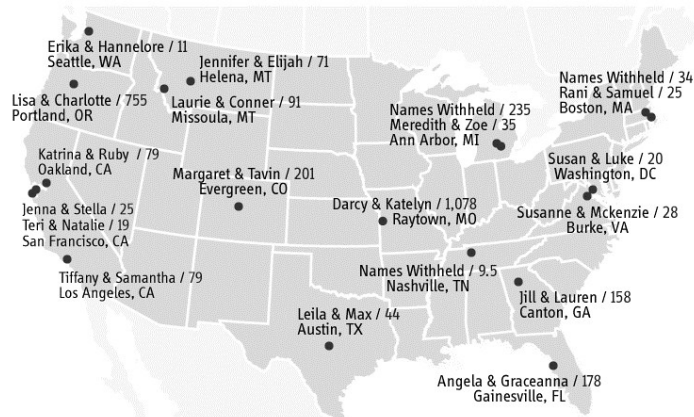 Erika & Hannelore / 11
Seattle, WA
Jennifer & Elijah / 71
Helena, MT
Lisa & Charlotte / 755
Portland, OR
Laurie & Conner / 91
Missoula, MT
Names Withheld / 235
Meredith & Zoe / 35
Ann Arbor, MI
Names Withheld / 34
Rani & Samuel / 25
Boston, MA
Katrina & Ruby / 79
Oakland, CA
Margaret & Tavin / 201
Evergreen, CO
Susan & Luke / 20
Washington, DC
Jenna & Stella / 25
Teri & Natalie / 19
San Francisco, CA
Darcy & Katelyn / 1,078
Raytown, MO
Susanne & Mckenzie / 28
Burke, VA
Tiffany & Samantha / 79
Los Angeles, CA
Names Withheld / 9.5
Nashville, TN
Jill & Lauren / 158
Canton, GA
Leila & Max / 44
Austin, TX
Angela & Graceanna / 178
Gainesville, FL